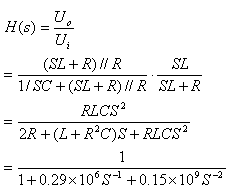 H(s) = U_o / U_i
= (SL + R) // R / (1/SC + (SL + R) // R) · SL / (SL + R)
= RLCS^2 / (2R + (L + R^2C)S + RLCS^2)
= 1 / (1 + 0.29×10^6 S^-1 + 0.15×10^9 S^-2)